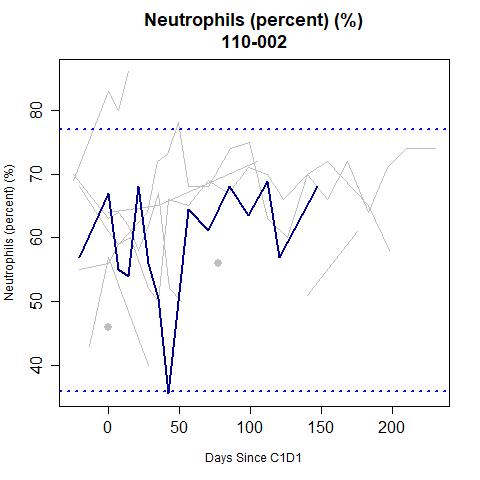 Neutrophils (percent) (%)
110-002
Neutrophils (percent) (%)
80
70
60
50
40
0 50 100 150 200
Days Since C1D1